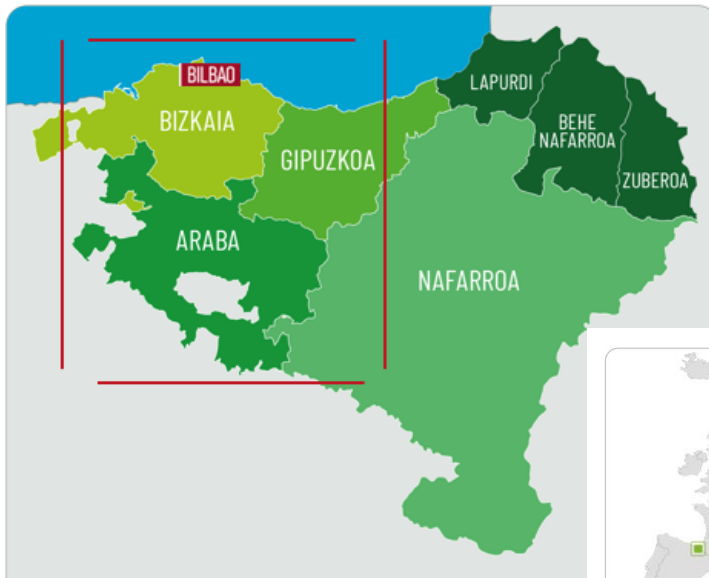 BILBAO
BIZKAIA
GIPUZKOA
ARABA
NAFARROA
LAPURDI
BEHE
NAFARROA
ZUBEROA